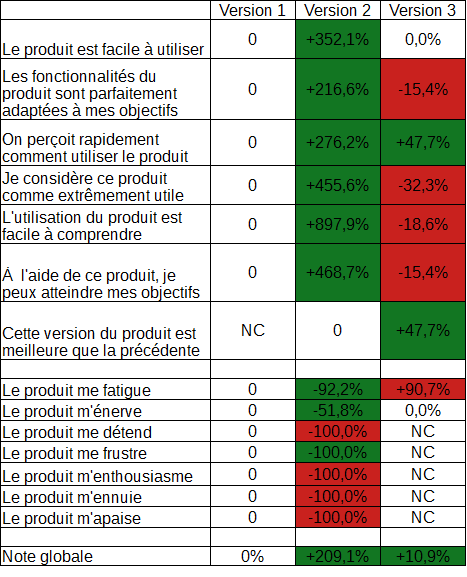 Version 1 Version 2 Version 3
Le produit est facile à utiliser 0 +352,1% 0,0%
Les fonctionnalités du
produit sont parfaitement 0 +216,6% -15,4%
adaptées à mes objectifs
On perçoit rapidement 0 +276,2% +47,7%
comment utiliser le produit
Je considère ce produit 0 +455,6% -32,3%
comme extrêmement utile
L'utilisation du produit est 0 +897,9% -18,6%
facile à comprendre
À l'aide de ce produit, je 0 +468,7% -15,4%
peux atteindre mes objectifs
Cette version du produit est NC 0 +47,7%
meilleure que la précédente
Le produit me fatigue 0 -92,2% +90,7%
Le produit m'énerve 0 -51,8% 0,0%
Le produit me détend 0 -100,0% NC
Le produit me frustre 0 -100,0% NC
Le produit m'enthousiasme 0 -100,0% NC
Le produit m'ennuie 0 -100,0% NC
Le produit m'apaise 0 -100,0% NC
Note globale 0% +209,1% +10,9%